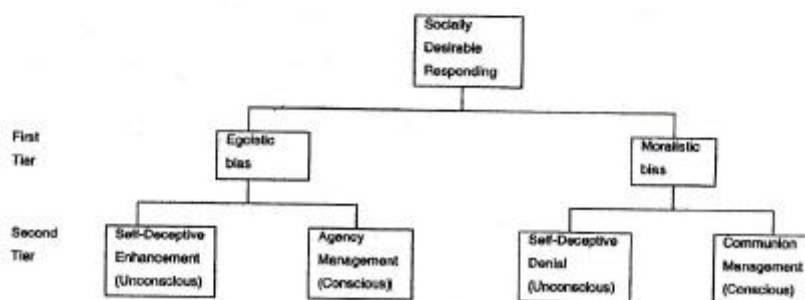 Socially
Desirable
Responding
First
Tier
Egoistic
bias
Moralistic
bias
Second
Tier
Self-Deceptive
Enhancement
(Unconscious)
Agency
Management
(Conscious)
Self-Deceptive
Denial
(Unconscious)
Communion
Management
(Conscious)